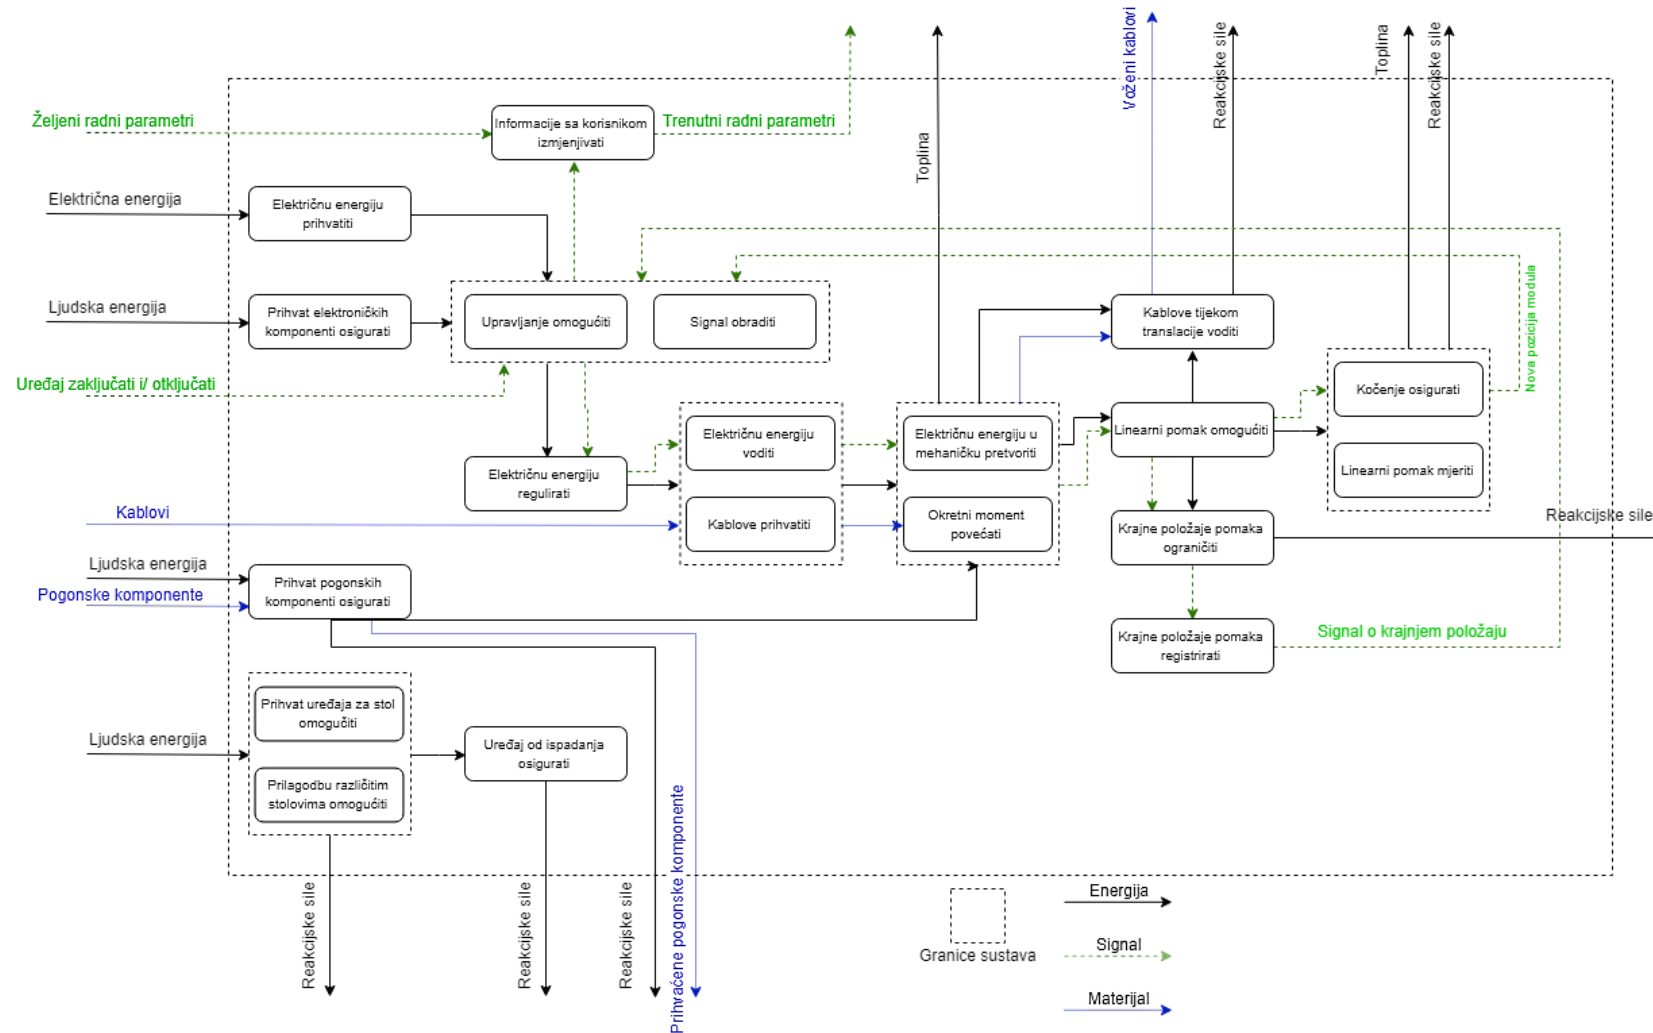 Voženi kablovi
Reakcijske sile
Toplina
Reakcijske sile
Željeni radni parametri
Informacije sa korisnikom
izmjenjivati
Trenutni radni parametri
Toplina
Električna energija
Električnu energiju
prihvatiti
Ljudska energija
Prihvat elektroničkih
komponenti osigurati
Upravljanje omogućiti
Signal obraditi
Kablove tijekom
translacije voditi
Nova pozicija modula
Uređaj zaključati i/ otključati
Kočenje osigurati
Električnu energiju
voditi
Električnu energiju u
mehaničku pretvoriti
Linearni pomak omogućiti
Električnu energiju
regulirati
Linearni pomak mjeriti
Kablovi
Kablove prihvatiti
Okretni moment
povećati
Krajne položaje pomaka
ograničiti
Reakcijske sile
Ljudska energija
Pogonske komponente
Prihvat pogonskih
komponenti osigurati
Krajne položaje pomaka
registrirati
Signal o krajnjem položaju
Prihvat uređaja za stol
omogučiti
Ljudska energija
Uređaj od ispadanja
osigurati
Prilagodbu različitim
stolovima omogućiti
Reakcijske sile
Reakcijske sile
Reakcijske sile
Prihvaćene pogonske komponente
Granice sustava
Energija
Signal
Materijal